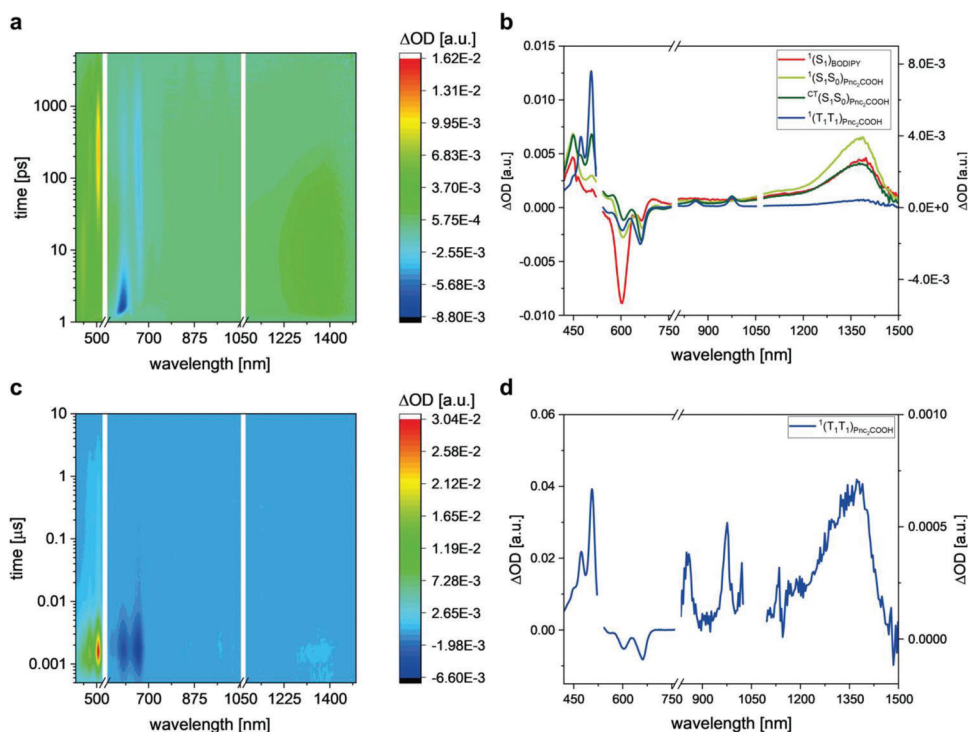 a
ΔOD [a.u.]
1.62E-2
1.31E-2
9.95E-3
6.83E-3
3.70E-3
5.75E-4
-2.55E-3
-5.68E-3
-8.80E-3
time [ps]
1000
100
10
1
500 600 750 875 1050 1225 1400
wavelength [nm]
b
¹(S₁)BODIPY
¹(S₁S₀)Pnc₂COOH
CT(S₁S₀)Pnc₂COOH
¹(T₁T₁)Pnc₂COOH
ΔOD [a.u.]
0.015
0.010
0.005
0.000
-0.005
-0.010
8.0E-3
4.0E-3
0.0E+0
-4.0E-3
ΔOD [a.u.]
450 600 750 900 1050 1200 1350 1500
wavelength [nm]
c
ΔOD [a.u.]
3.04E-2
2.58E-2
2.12E-2
1.65E-2
1.19E-2
7.28E-3
2.65E-3
-1.98E-3
-6.60E-3
time [µs]
10
1
0.1
0.01
0.001
500 600 750 875 1050 1225 1400
wavelength [nm]
d
¹(T₁T₁)Pnc₂COOH
ΔOD [a.u.]
0.06
0.04
0.02
0.00
0.0010
0.0005
0.0000
ΔOD [a.u.]
450 600 750 900 1050 1200 1350 1500
wavelength [nm]